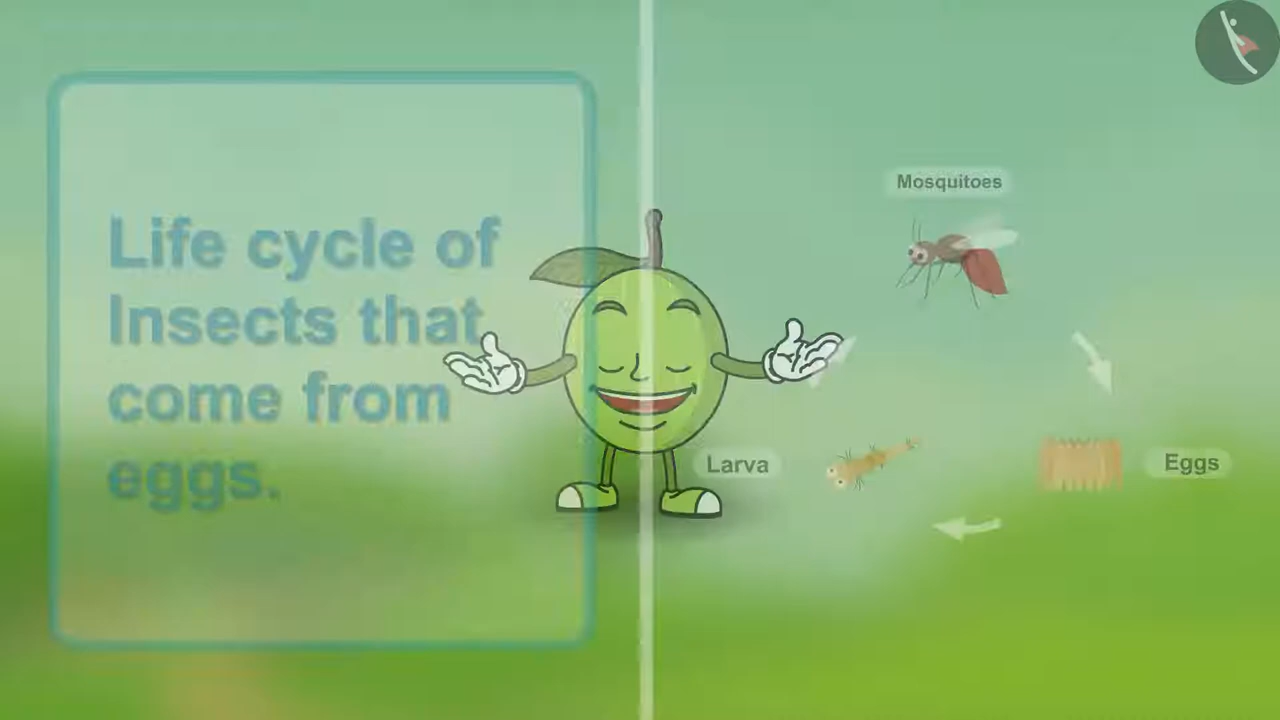 Life cycle of
Insects that
come from
eggs.
Mosquitoes
Larva
Eggs